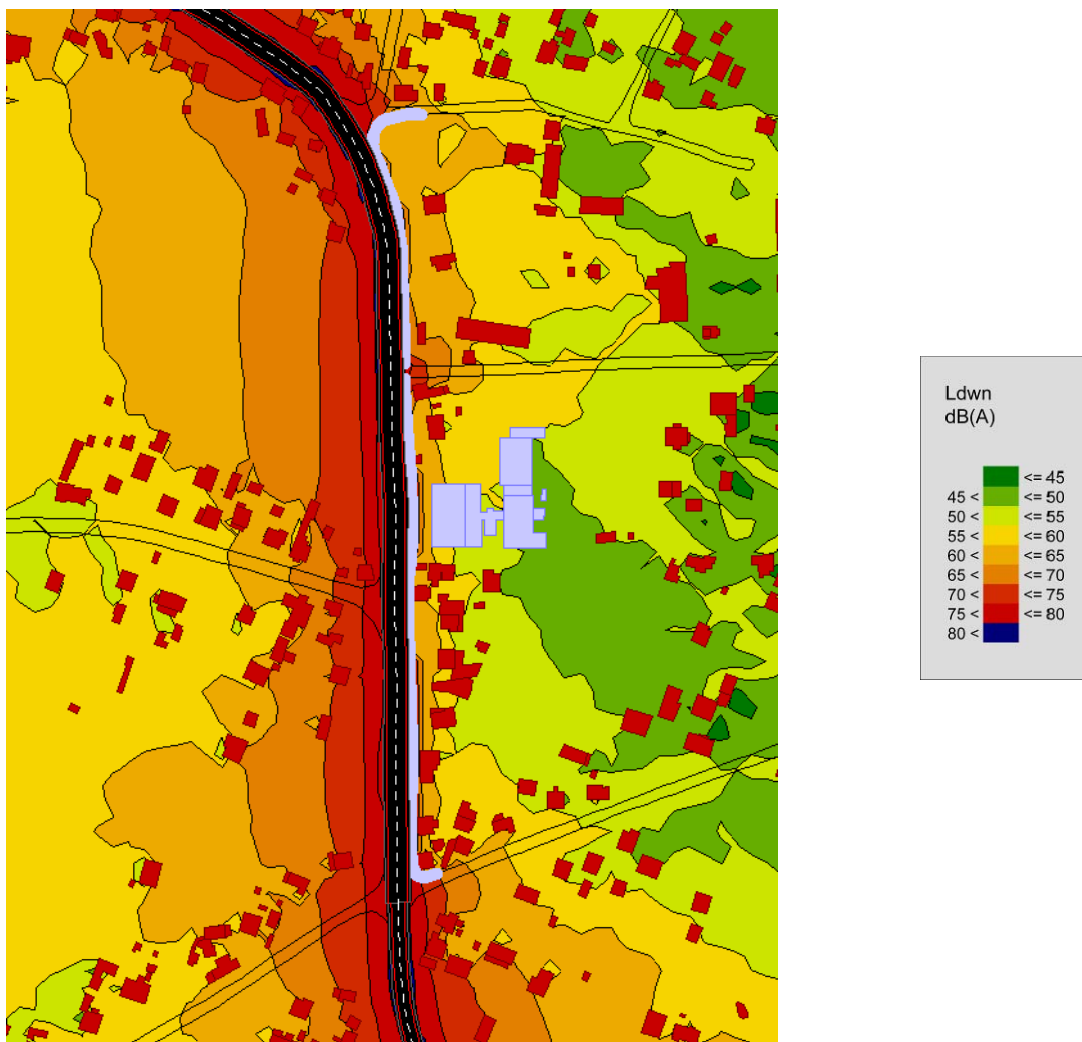 Ldwn
dB(A)
<= 45
45 < <= 50
50 < <= 55
55 < <= 60
60 < <= 65
65 < <= 70
70 < <= 75
75 < <= 80
80 <